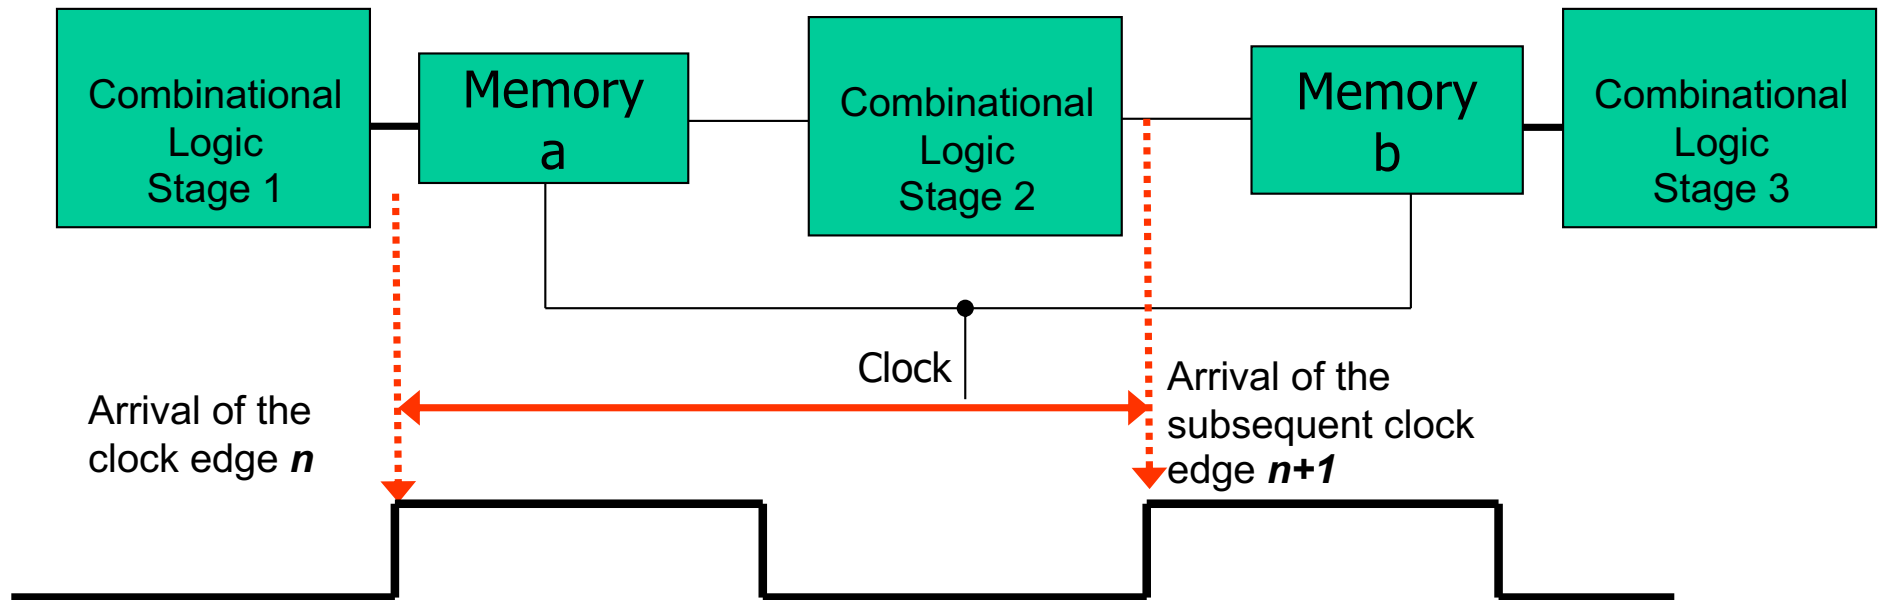 Combinational
Logic
Stage 1
Memory
a
Combinational
Logic
Stage 2
Memory
b
Combinational
Logic
Stage 3
Clock
Arrival of the
clock edge n
Arrival of the
subsequent clock
edge n+1